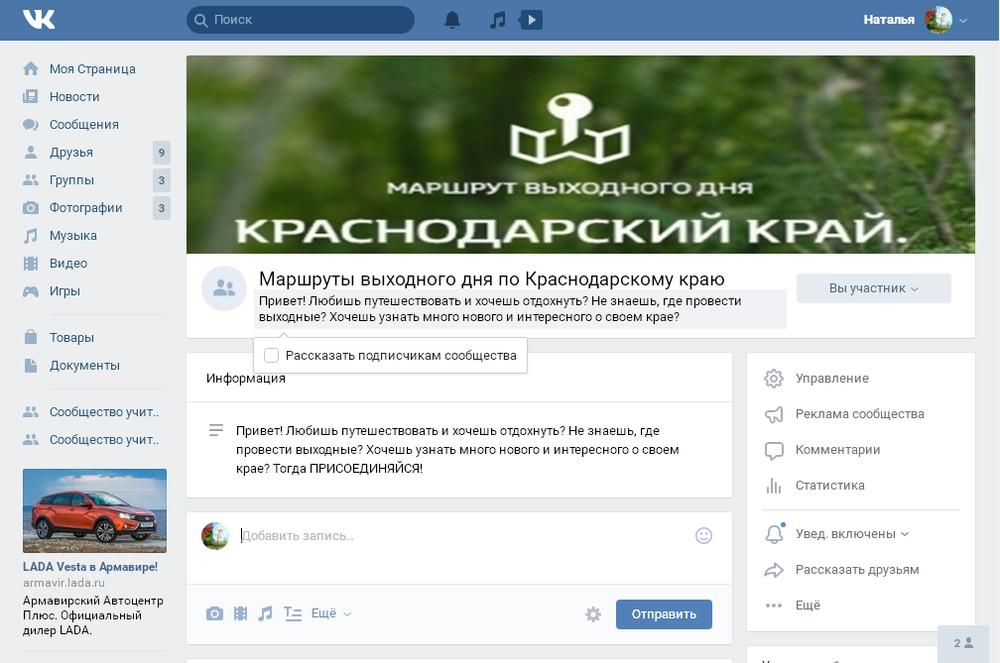 Поиск
Наталья
Моя Страница
Новости
Сообщения
Друзья 9
Группы 3
Фотографии 3
Музыка
Видео
Игры
Товары
Документы
Сообщество учит..
Сообщество учит..
LADA Vesta в Армавире!
armavir.lada.ru
Армавирский Автоцентр
Плюс. Официальный
дилер LADA.
МАРШРУТ ВЫХОДНОГО ДНЯ
КРАСНОДАРСКИЙ КРАЙ.
Маршруты выходного дня по Краснодарскому краю
Привет! Любишь путешествовать и хочешь отдохнуть? Не знаешь, где провести
выходные? Хочешь узнать много нового и интересного о своем крае?
Вы участник
Рассказать подписчикам сообщества
Информация
Привет! Любишь путешествовать и хочешь отдохнуть? Не знаешь, где
провести выходные? Хочешь узнать много нового и интересного о своем
крае? Тогда ПРИСОЕДИНЯЙСЯ!
Добавить запись...
Ещё
Отправить
Управление
Реклама сообщества
Комментарии
Статистика
Увед. включены
Рассказать друзьям
Ещё
2